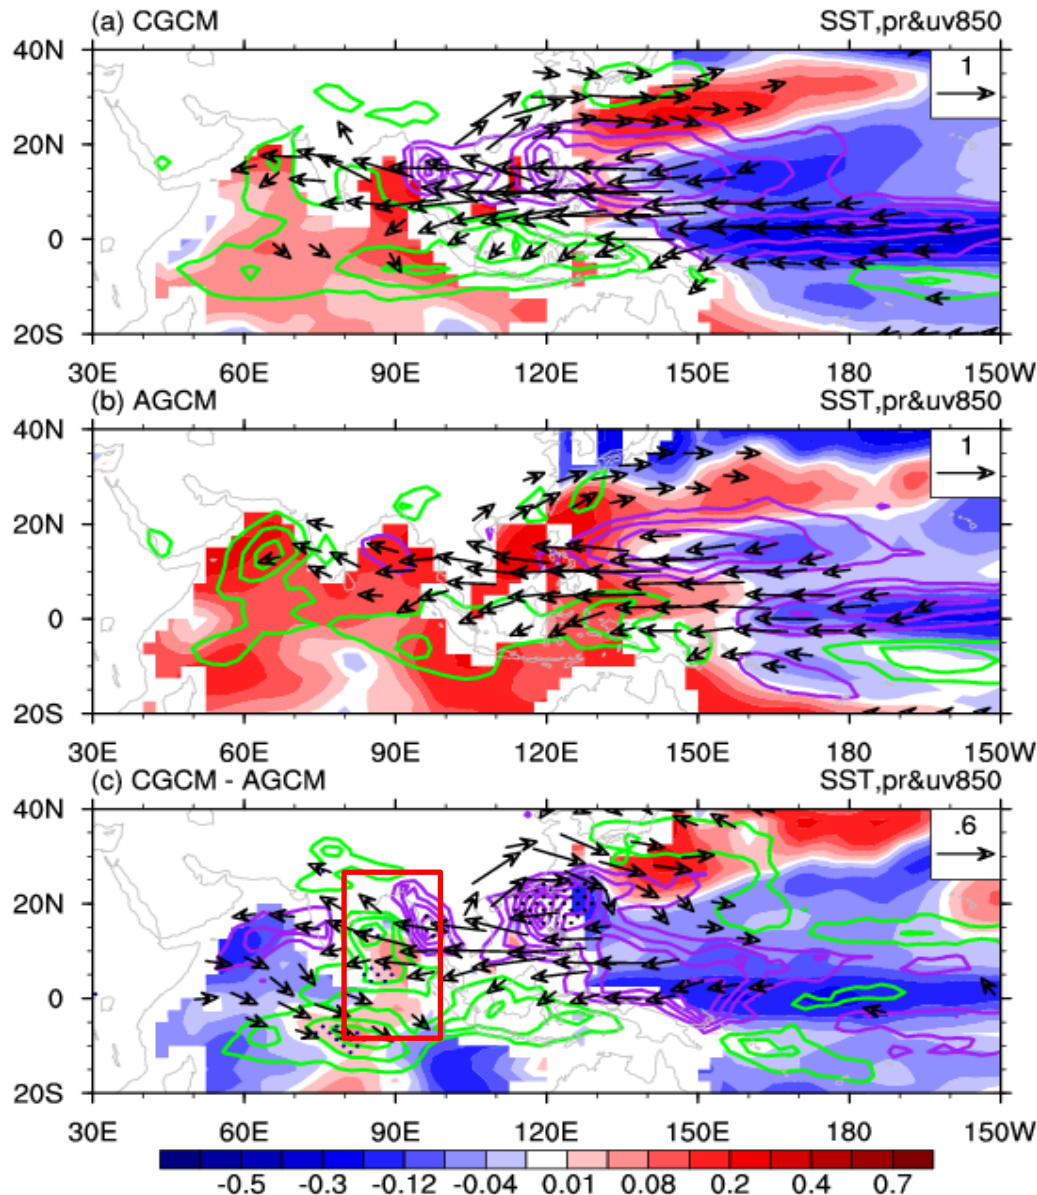 (a) CGCM SST,pr&uv850
40N
1
20N
0
20S
30E 60E 90E 120E 150E 180 150W
(b) AGCM SST,pr&uv850
40N
1
20N
0
20S
30E 60E 90E 120E 150E 180 150W
(c) CGCM - AGCM SST,pr&uv850
40N
.6
20N
0
20S
30E 60E 90E 120E 150E 180 150W
-0.5 -0.3 -0.12 -0.04 0.01 0.08 0.2 0.4 0.7